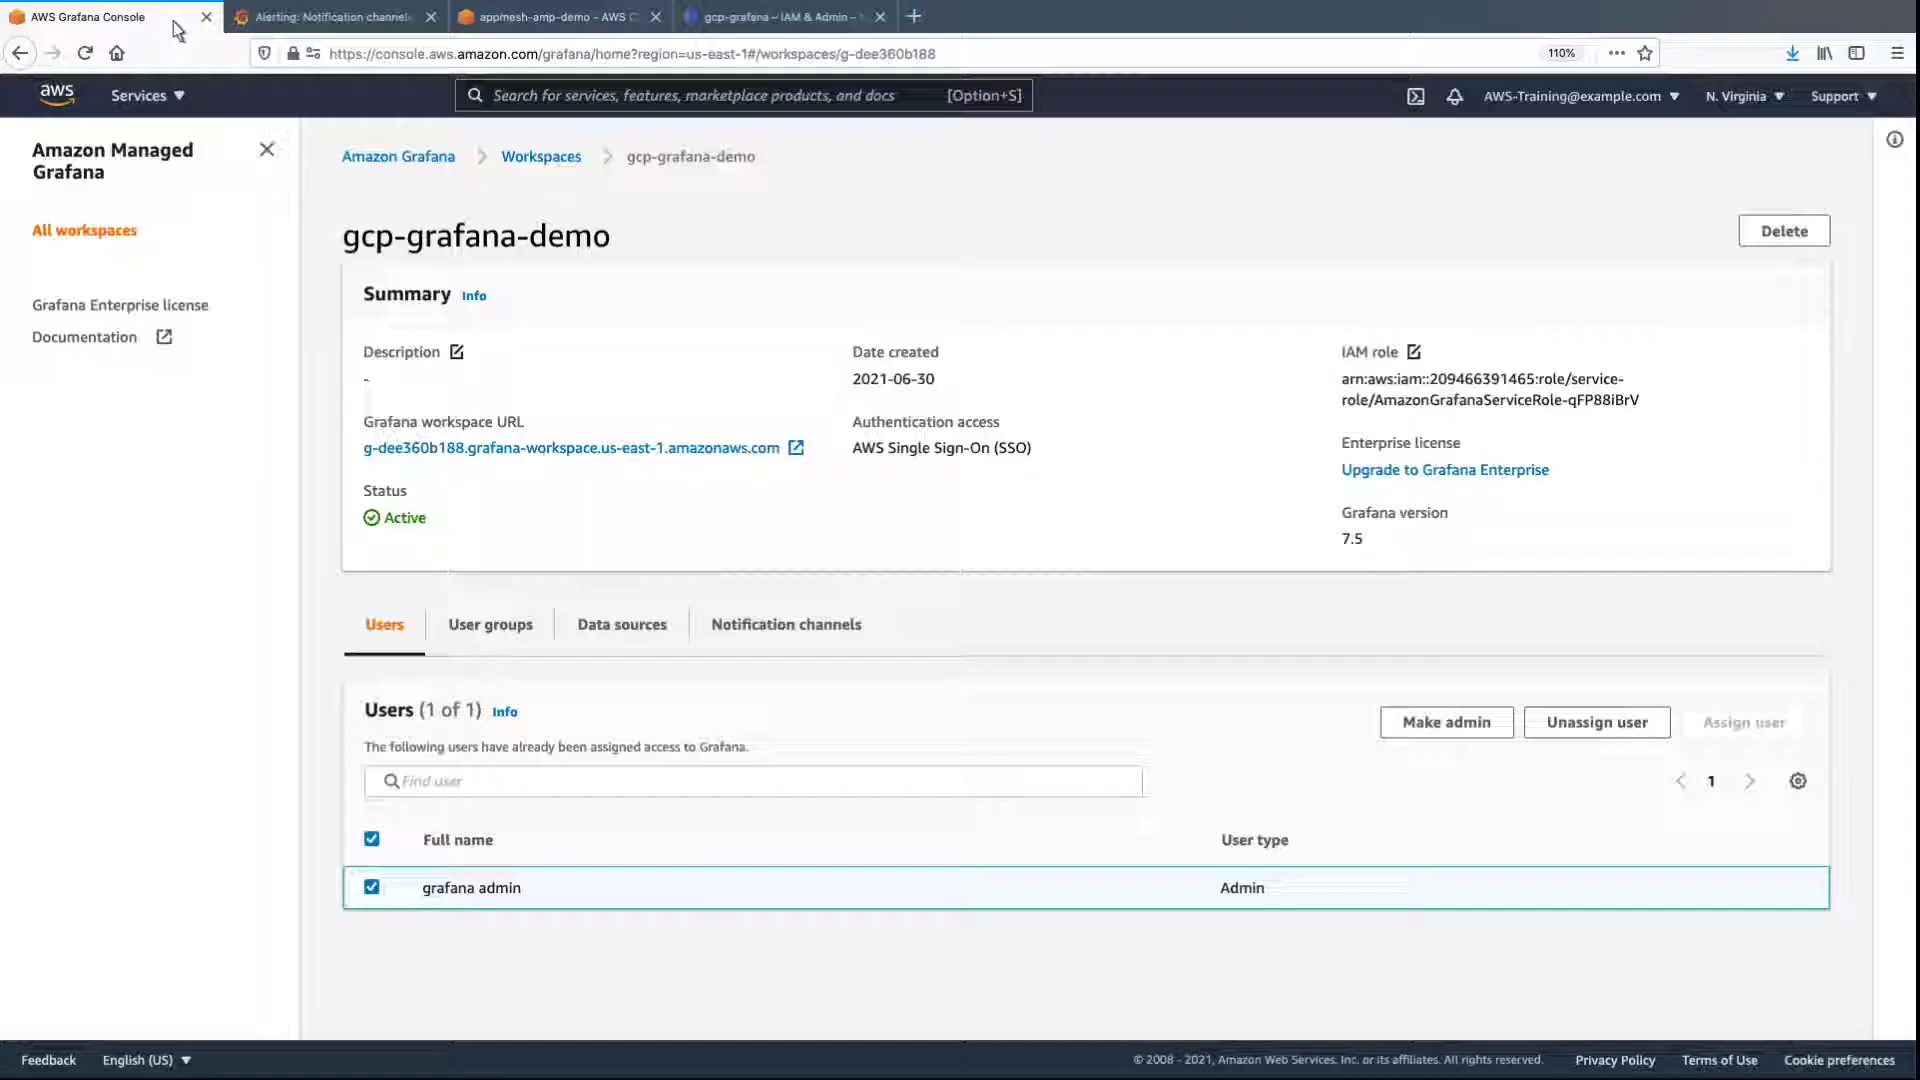 AWS Grafana Console
Alerting: Notification channel
appmesh-amp-demo - AWS C
gcp-grafana – IAM & Admin –
https://console.aws.amazon.com/grafana/home?region=us-east-1#/workspaces/g-dee360b188
110%
aws
Services
Search for services, features, marketplace products, and docs [Option+S]
AWS-Training@example.com
N. Virginia
Support
Amazon Managed
Grafana
All workspaces
Grafana Enterprise license
Documentation
Amazon Grafana
Workspaces
gcp-grafana-demo
gcp-grafana-demo
Delete
Summary Info
Description
-
Grafana workspace URL
g-dee360b188.grafana-workspace.us-east-1.amazonaws.com
Status
Active
Date created
2021-06-30
Authentication access
AWS Single Sign-On (SSO)
IAM role
arn:aws:iam::209466391465:role/service-
role/AmazonGrafanaServiceRole-qFP88iBrV
Enterprise license
Upgrade to Grafana Enterprise
Grafana version
7.5
Users
User groups
Data sources
Notification channels
Users (1 of 1) Info
The following users have already been assigned access to Grafana.
Make admin
Unassign user
Assign user
Find user
1
Full name
User type
grafana admin
Admin
Feedback
English (US)
© 2008 - 2021, Amazon Web Services, Inc. or its affiliates. All rights reserved.
Privacy Policy
Terms of Use
Cookie preferences